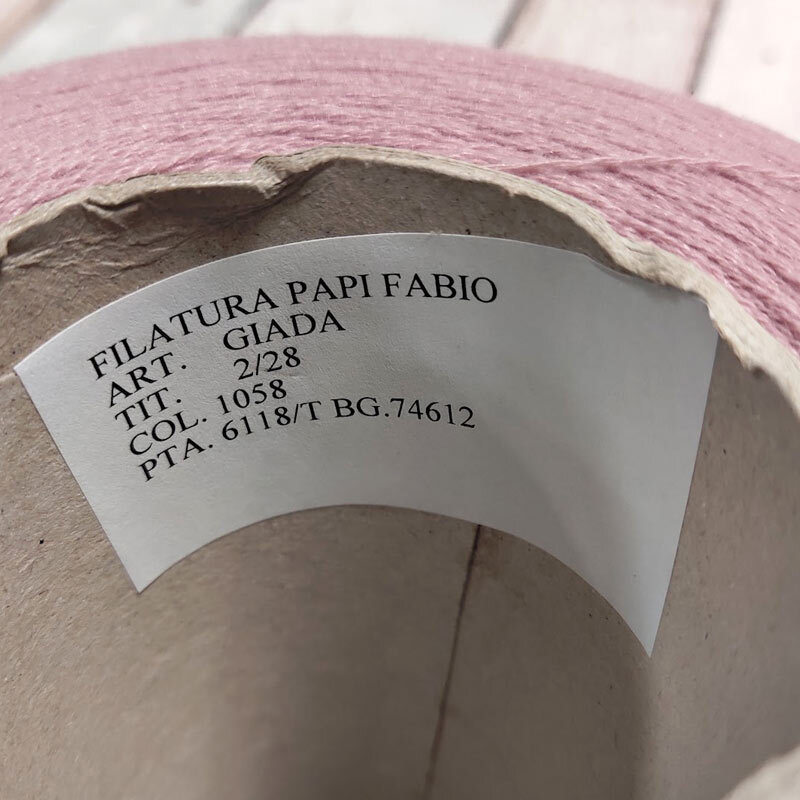 FILATURA PAPI FABIO
ART. GIADA
TIT. 2/28
COL. 1058
PTA. 6118/T BG.74612